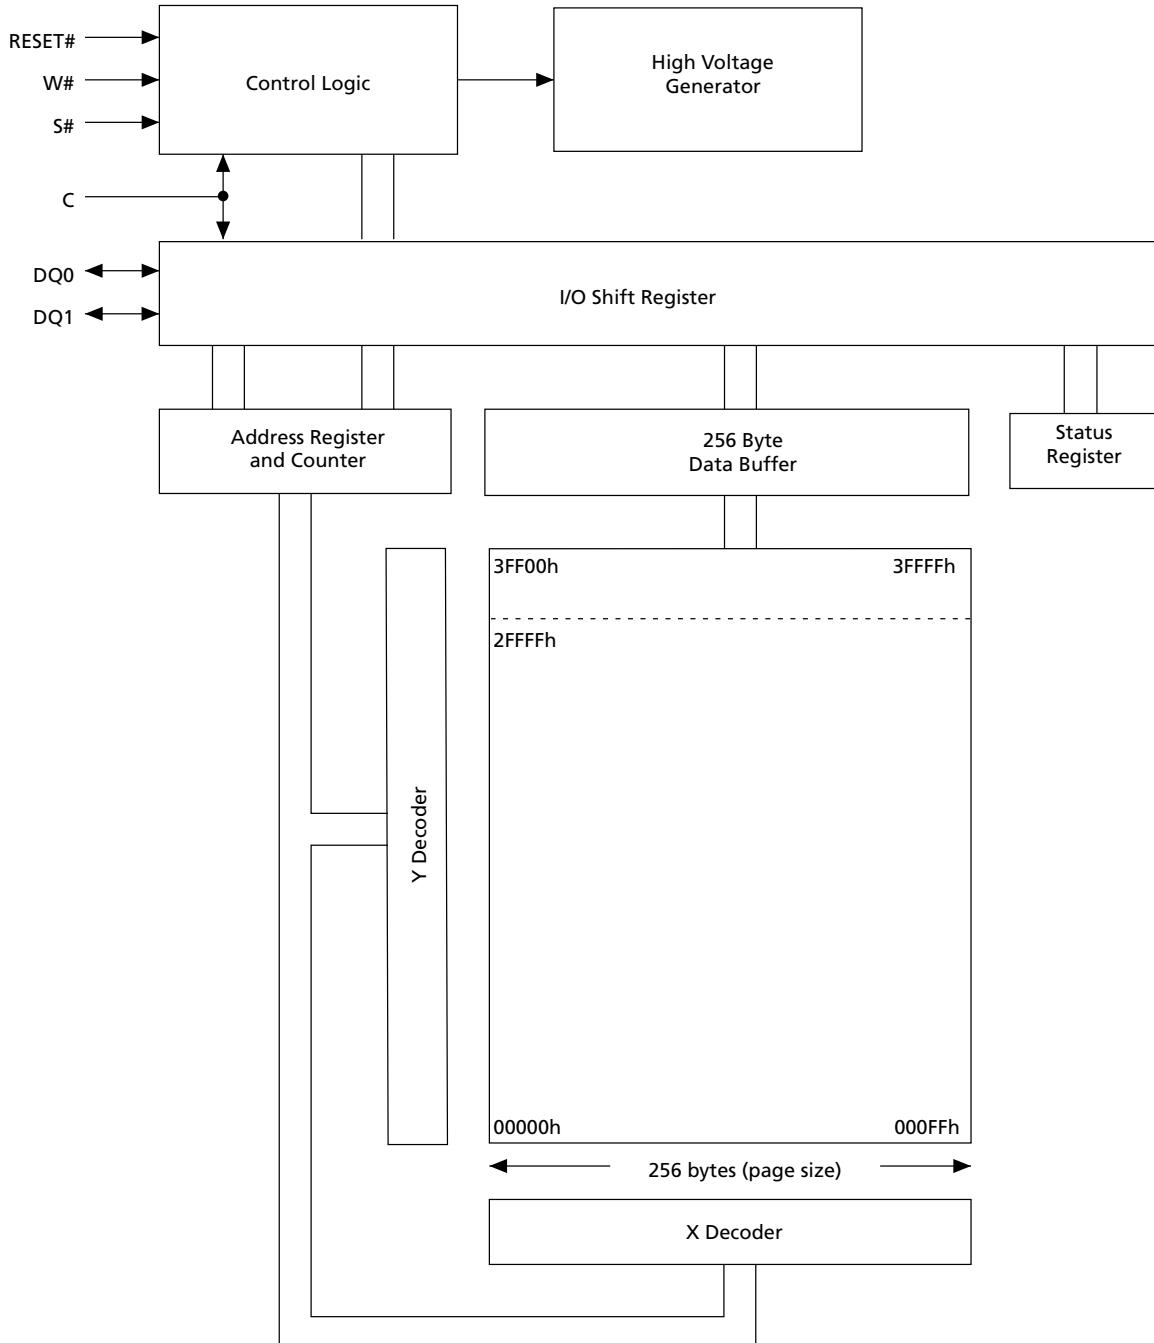 RESET#
W#
S#
C
Control Logic
High Voltage
Generator
DQ0
DQ1
I/O Shift Register
Address Register
and Counter
256 Byte
Data Buffer
Status
Register
3FF00h
3FFFFh
2FFFFh
Y Decoder
00000h
000FFh
256 bytes (page size)
X Decoder